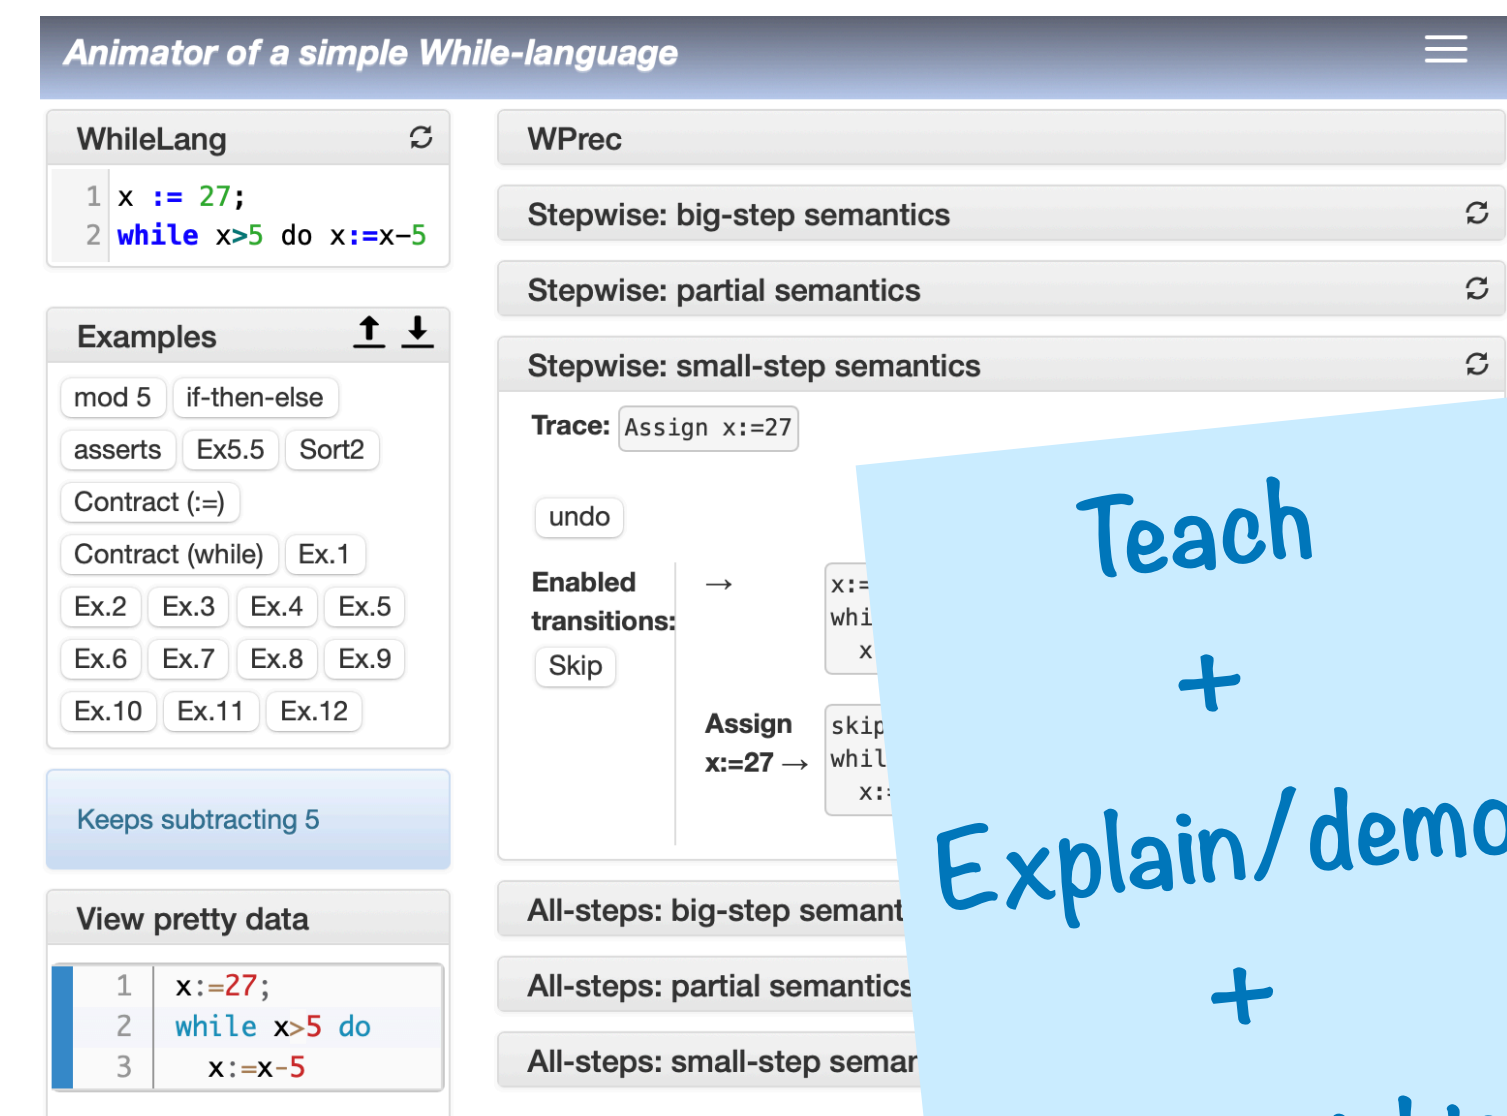 Animator of a simple While-language
WhileLang
1 x := 27;
2 while x>5 do x:=x-5
Examples
mod 5 if-then-else
asserts Ex5.5 Sort2
Contract (:=)
Contract (while) Ex.1
Ex.2 Ex.3 Ex.4 Ex.5
Ex.6 Ex.7 Ex.8 Ex.9
Ex.10 Ex.11 Ex.12
Keeps subtracting 5
View pretty data
1 x:=27;
2 while x>5 do
3 x:=x-5
WPrec
Stepwise: big-step semantics
Stepwise: partial semantics
Stepwise: small-step semantics
Trace: Assign x:=27
undo
Enabled
transitions:
Skip
→
x:=
whi
x
Assign
x:=27 →
skip
whil
x:
All-steps: big-step semant
All-steps: partial semantics
All-steps: small-step semar
Teach
+
Explain/demo
+